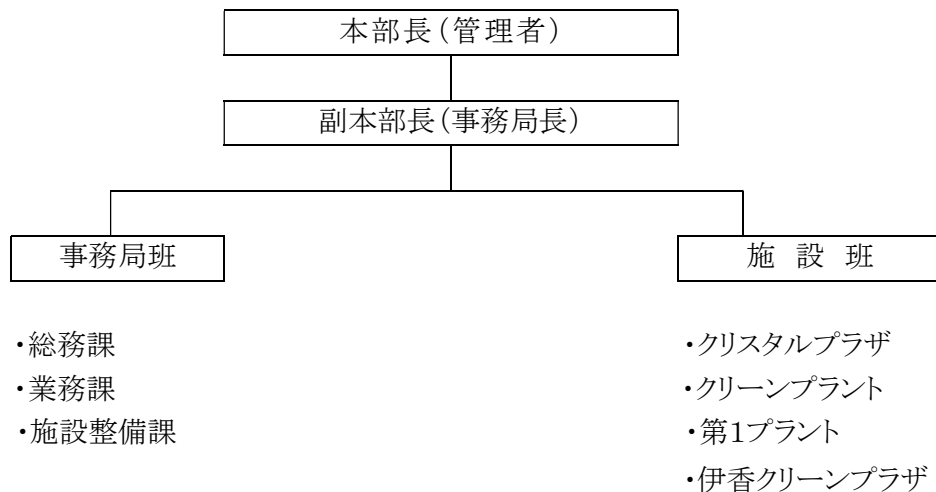 本部長(管理者)
副本部長(事務局長)
事務局班
・総務課
・業務課
・施設整備課
施 設 班
・クリスタルプラザ
・クリーンプラント
・第1プラント
・伊香クリーンプラザ